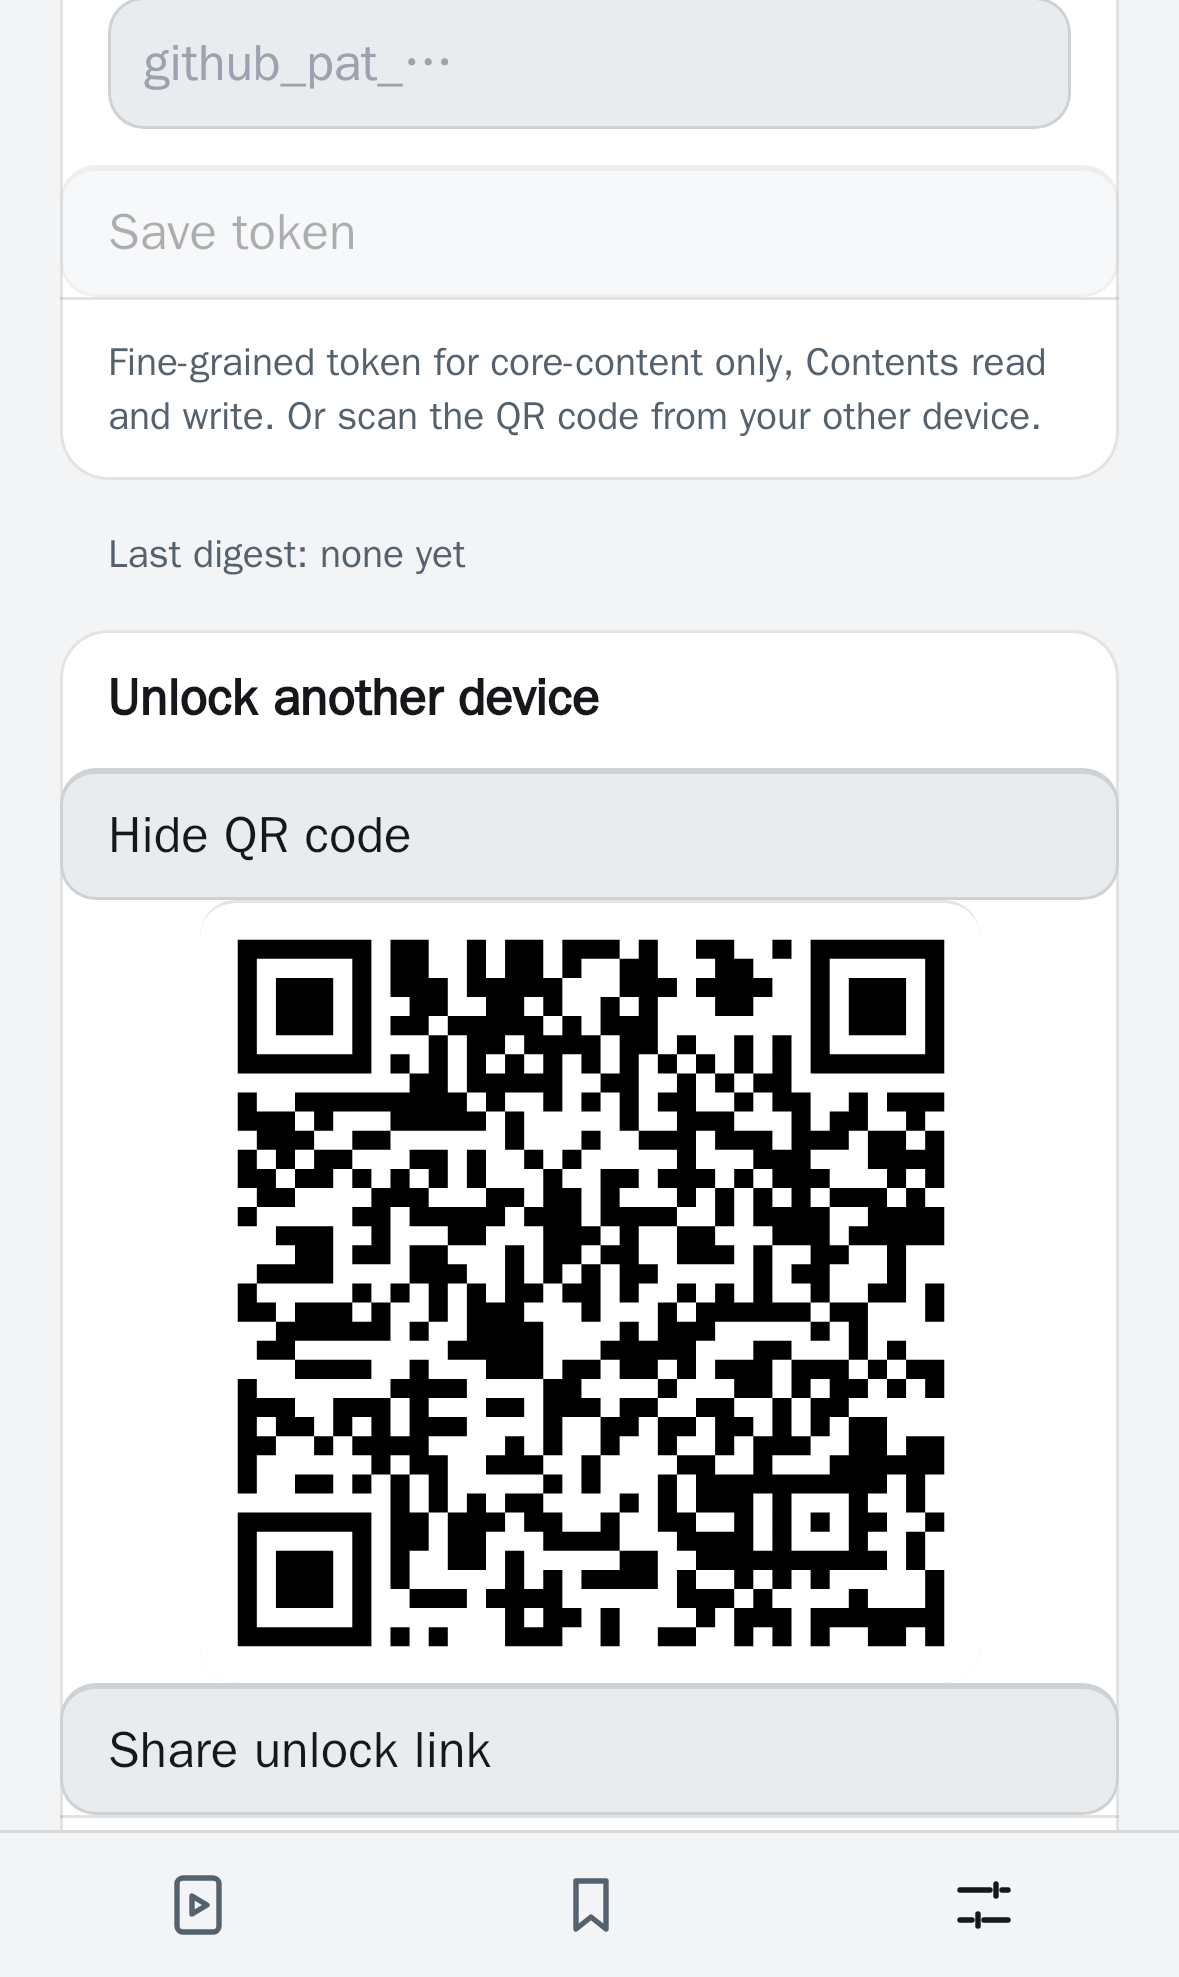 github_pat_…
Save token
Fine-grained token for core-content only, Contents read
and write. Or scan the QR code from your other device.
Last digest: none yet
Unlock another device
Hide QR code
Share unlock link